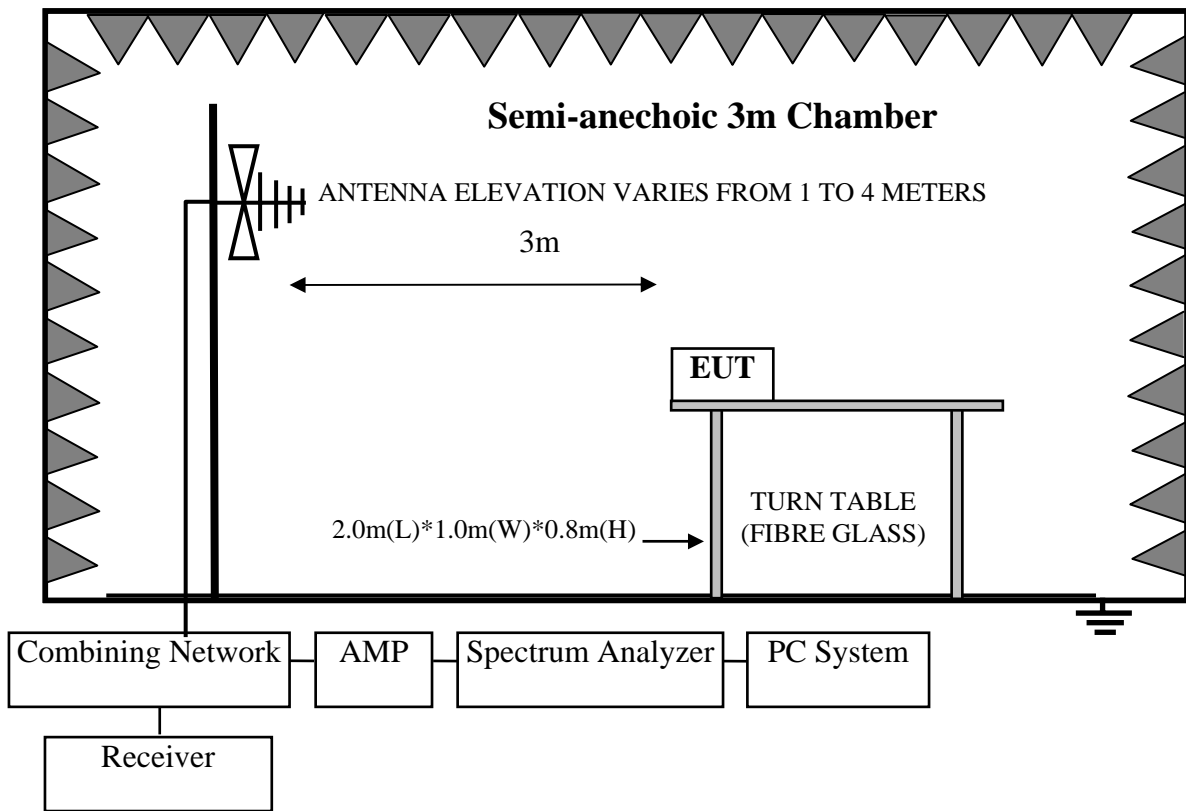 Semi-anechoic 3m Chamber
ANTENNA ELEVATION VARIES FROM 1 TO 4 METERS
3m
EUT
TURN TABLE
(FIBRE GLASS)
2.0m(L)*1.0m(W)*0.8m(H)
Combining Network
AMP
Spectrum Analyzer
PC System
Receiver